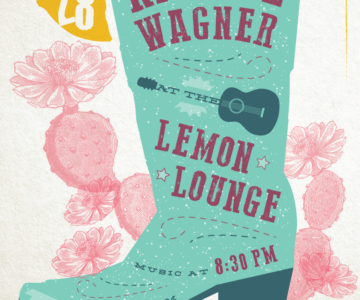 28
WAGNER
AT THE
LEMON
LOUNGE
MUSIC AT 8:30 PM